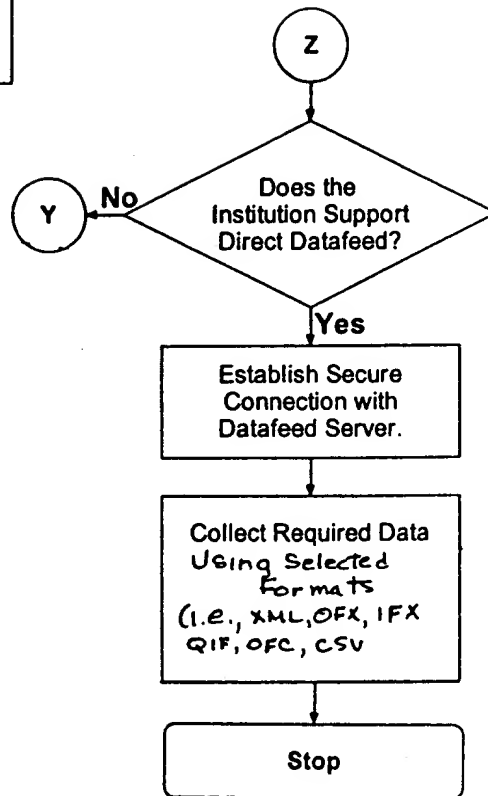 Z
Does the
Institution Support
Direct Datafeed?
No
Y
Yes
Establish Secure
Connection with
Datafeed Server.
Collect Required Data
Using Selected
Formats
(i.e., XML, OFX, IFX
QIF, OFC, CSV
Stop